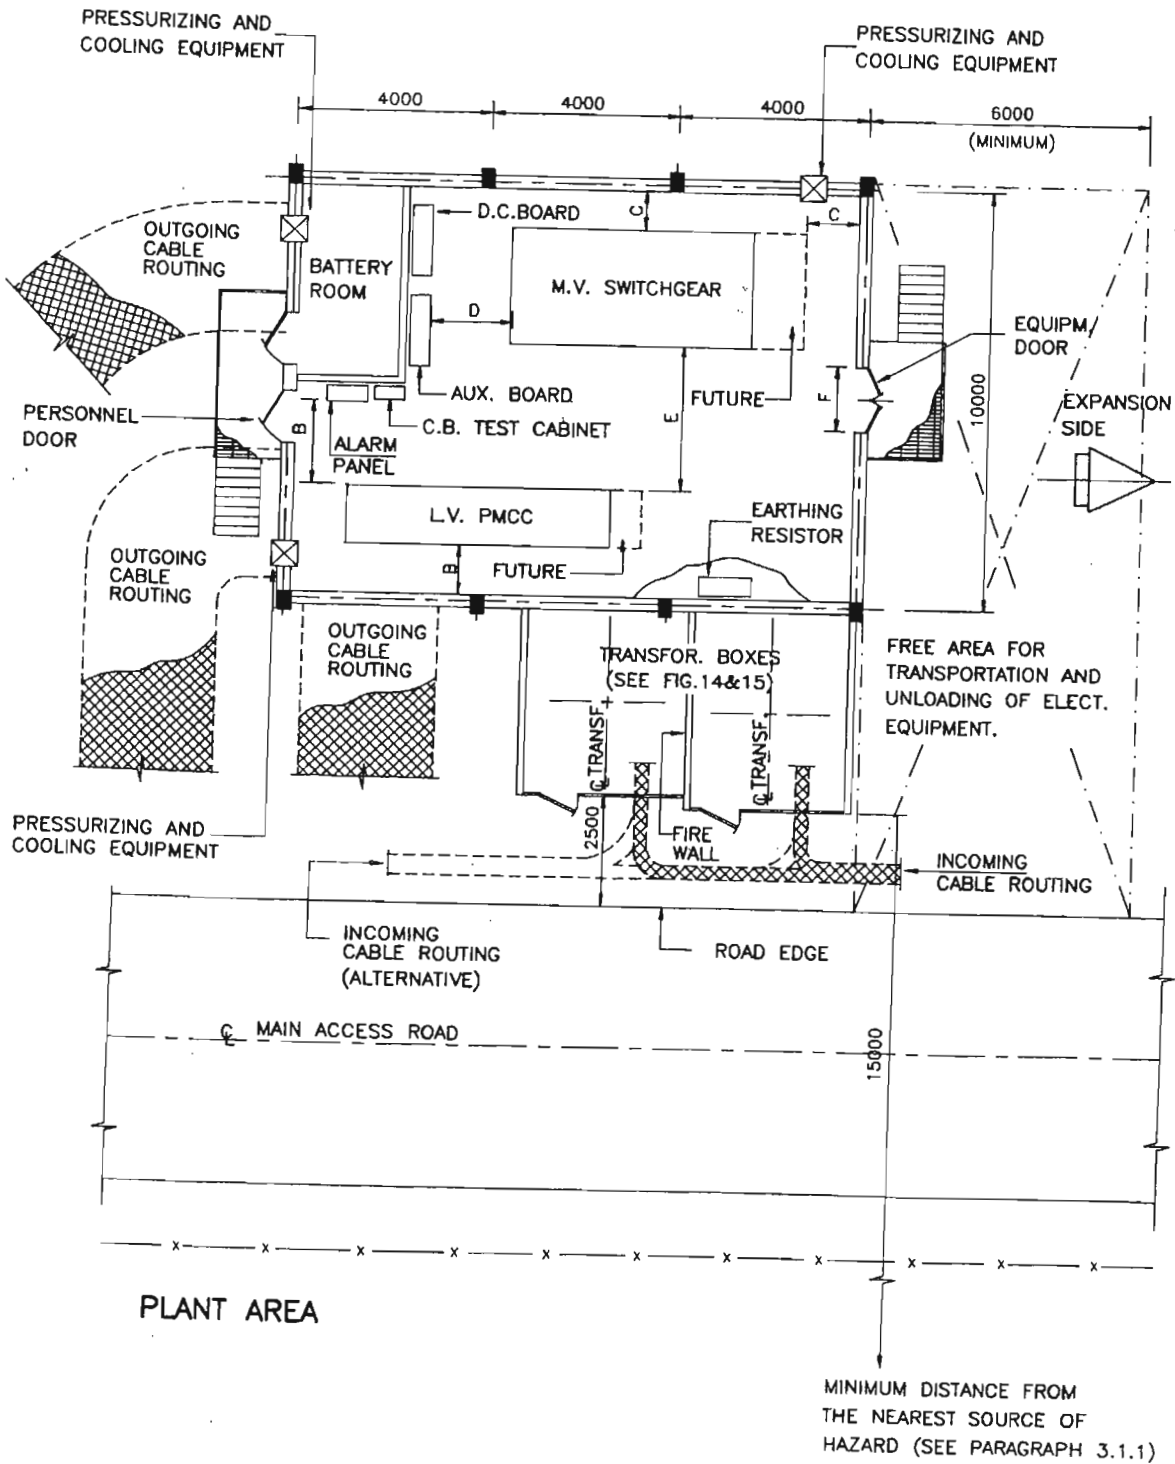 PRESSURIZING AND
COOLING EQUIPMENT
PRESSURIZING AND
COOLING EQUIPMENT
4000
4000
4000
6000
(MINIMUM)
OUTGOING
CABLE
ROUTING
BATTERY
ROOM
D.C.BOARD
C
C
M.V. SWITCHGEAR
D
EQUIPM.
DOOR
AUX. BOARD
FUTURE
E
F
10000
EXPANSION
SIDE
PERSONNEL
DOOR
B
ALARM
PANEL
C.B. TEST CABINET
L.V. PMCC
EARTHING
RESISTOR
B
FUTURE
OUTGOING
CABLE
ROUTING
OUTGOING
CABLE
ROUTING
TRANSFOR. BOXES
(SEE FIG.14&15)
FREE AREA FOR
TRANSPORTATION AND
UNLOADING OF ELECT.
EQUIPMENT.
℄ TRANSF.
℄ TRANSF.
PRESSURIZING AND
COOLING EQUIPMENT
2500
FIRE
WALL
INCOMING
CABLE ROUTING
INCOMING
CABLE ROUTING
(ALTERNATIVE)
ROAD EDGE
℄ MAIN ACCESS ROAD
15000
x x x x x x x x x x x
PLANT AREA
MINIMUM DISTANCE FROM
THE NEAREST SOURCE OF
HAZARD (SEE PARAGRAPH 3.1.1)